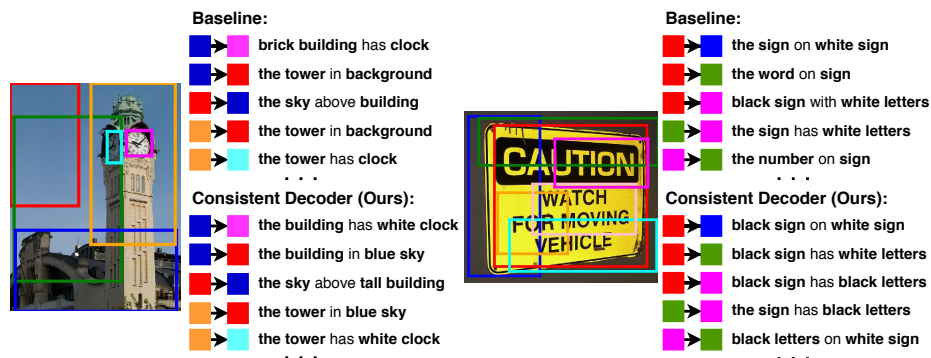 Baseline:
brick building has clock
the tower in background
the sky above building
the tower in background
the tower has clock
. . .
Consistent Decoder (Ours):
the building has white clock
the building in blue sky
the sky above tall building
the tower in blue sky
the tower has white clock
. . .
CAUTION
WATCH
FOR MOVING
VEHICLE
Baseline:
the sign on white sign
the word on sign
black sign with white letters
the sign has white letters
the number on sign
. . .
Consistent Decoder (Ours):
black sign on white sign
black sign has white letters
black sign has black letters
the sign has black letters
black letters on white sign
. . .